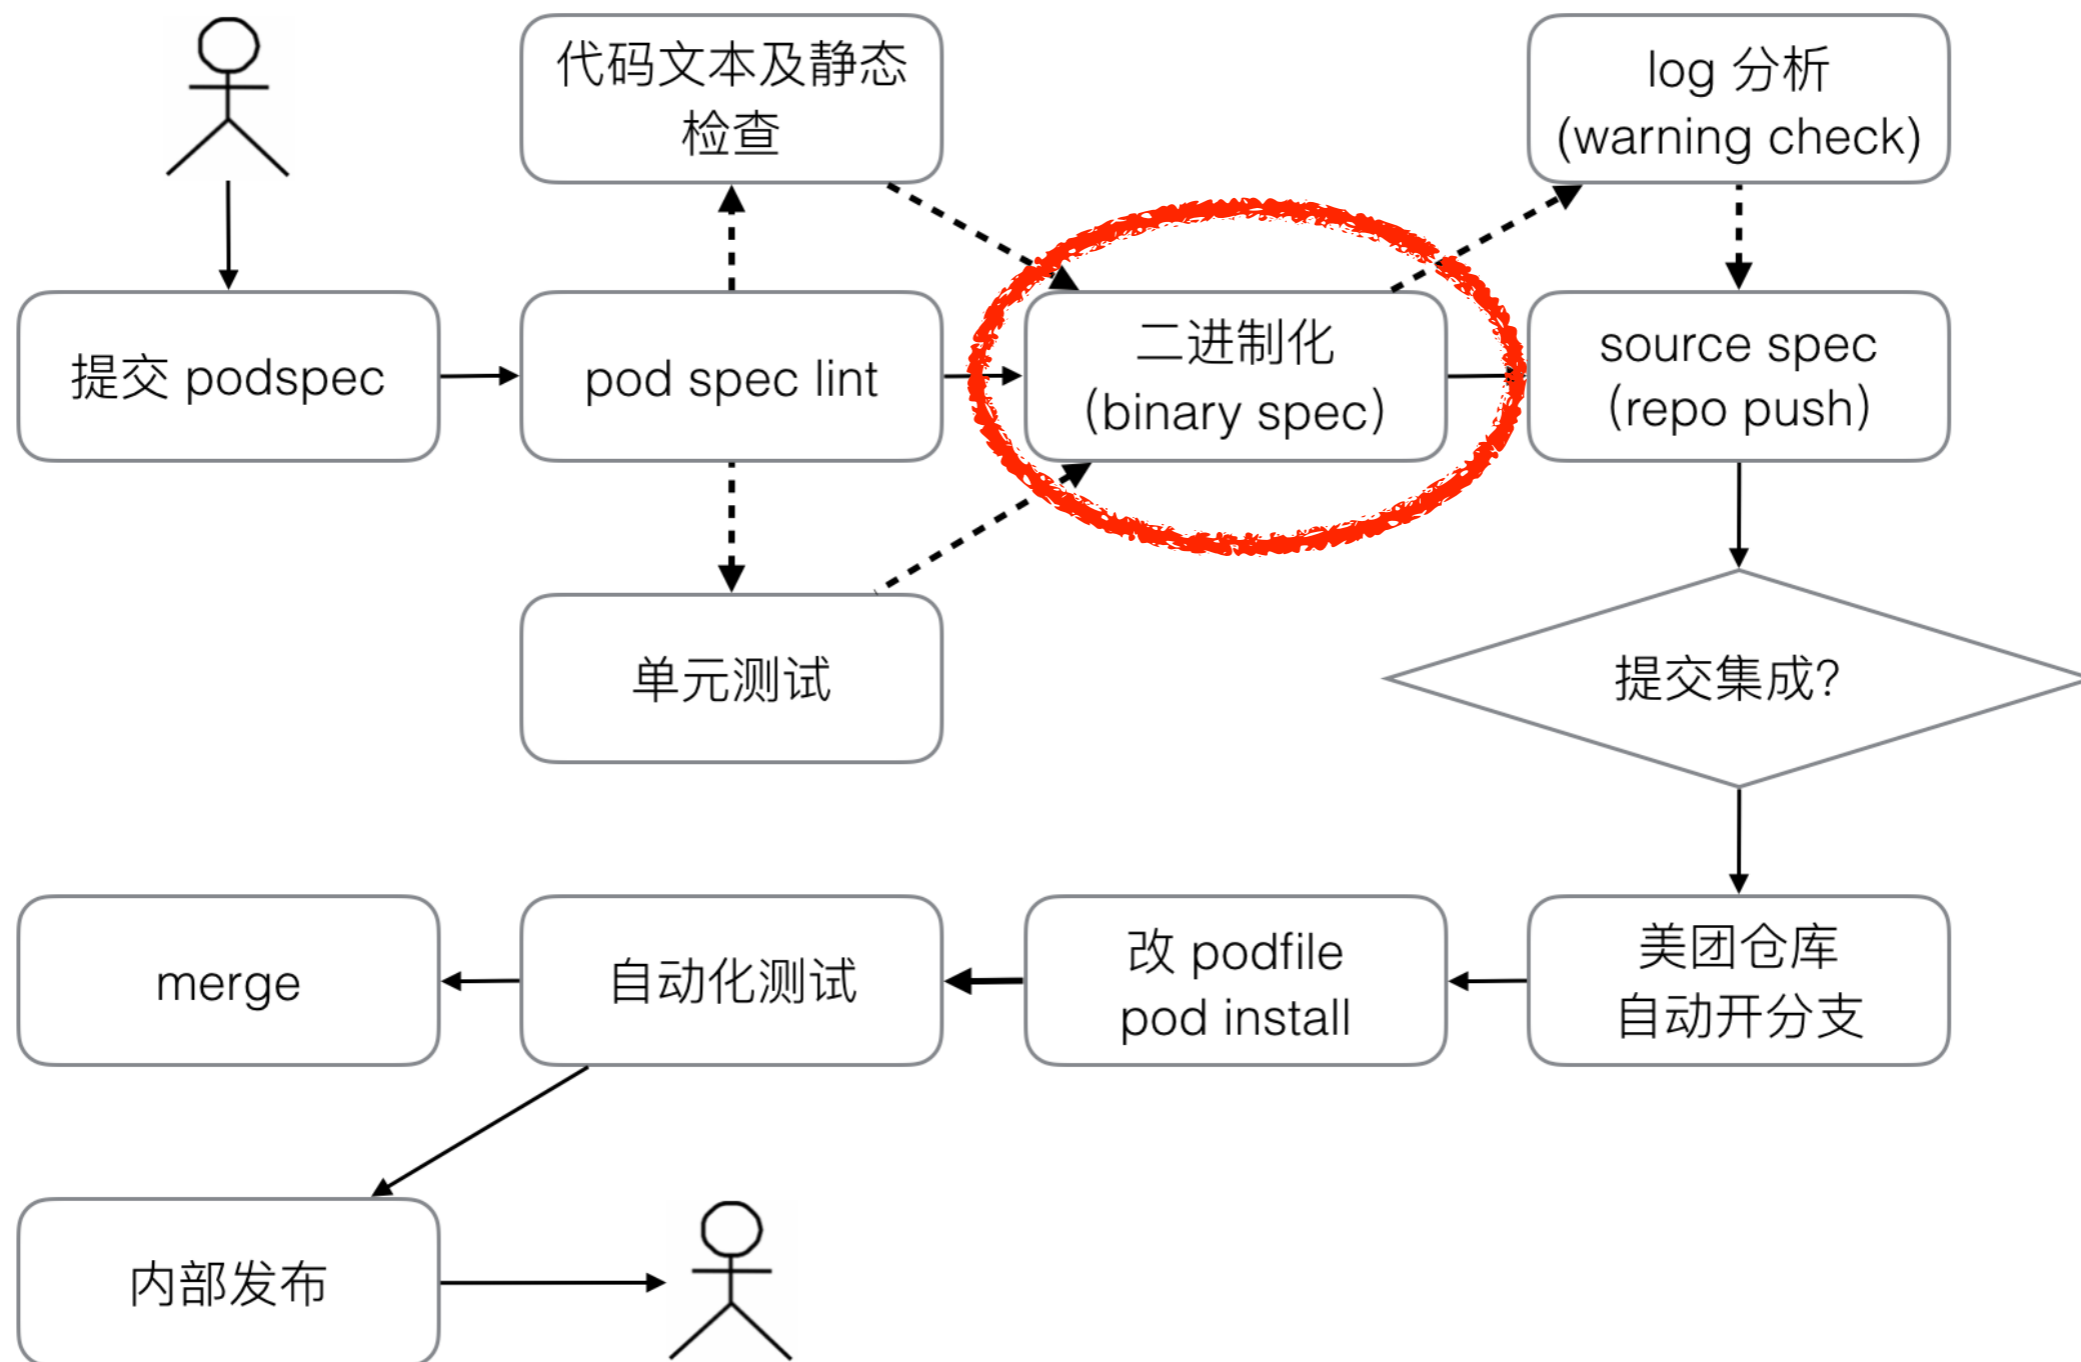 代码文本及静态
检查
log 分析
(warning check)
提交 podspec
pod spec lint
二进制化
(binary spec)
source spec
(repo push)
单元测试
提交集成?
美团仓库
自动开分支
改 podfile
pod install
自动化测试
merge
内部发布